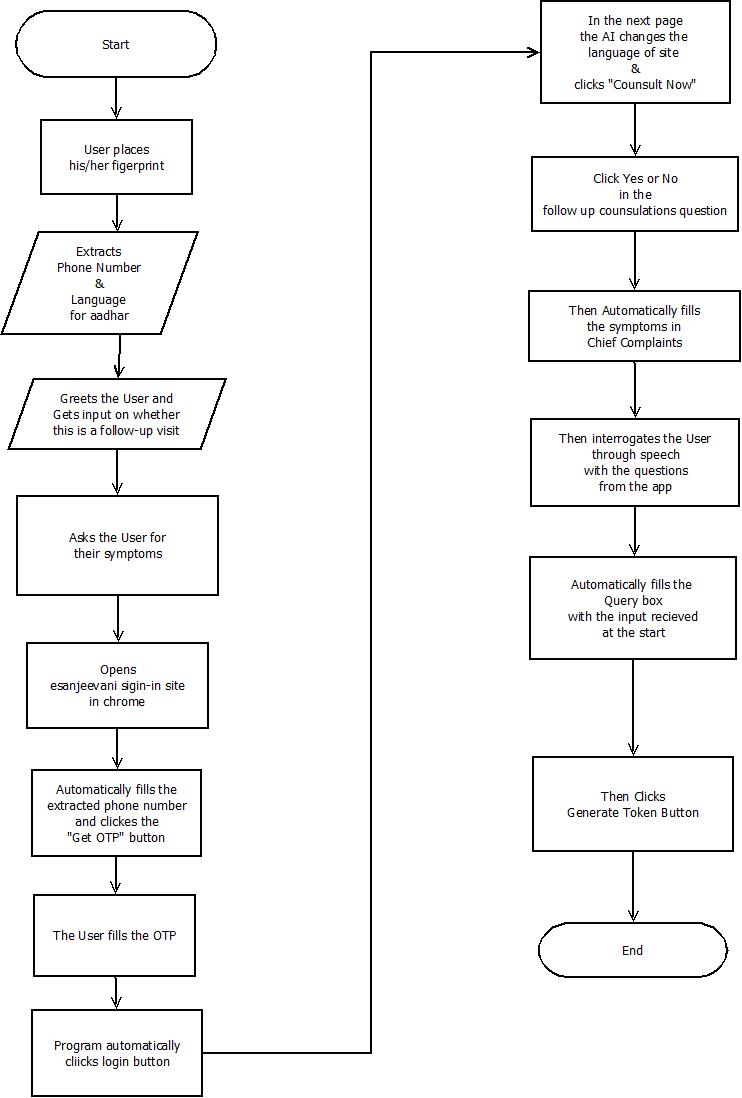 Start
User places
his/her figerprint
Extracts
Phone Number
&
Language
for aadhar
Greets the User and
Gets input on whether
this is a follow-up visit
Asks the User for
their symptoms
Opens
esanjeevani sigin-in site
in chrome
Automatically fills the
extracted phone number
and clickes the
"Get OTP" button
The User fills the OTP
Program automatically
cliicks login button
In the next page
the AI changes the
language of site
&
clicks "Counsult Now"
Click Yes or No
in the
follow up counsulations question
Then Automatically fills
the symptoms in
Chief Complaints
Then interrogates the User
through speech
with the questions
from the app
Automatically fills the
Query box
with the input recieved
at the start
Then Clicks
Generate Token Button
End